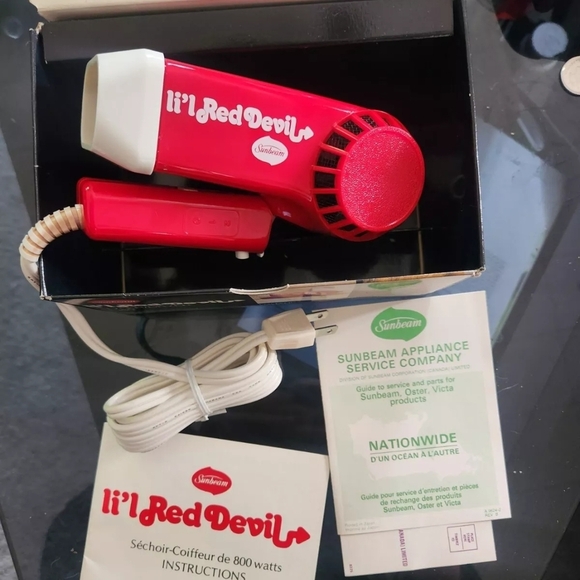 li'l Red Devil
Sunbeam
Sunbeam
SUNBEAM APPLIANCE
SERVICE COMPANY
Guide to service and parts for
Sunbeam, Oster, Victa
products
NATIONWIDE
D'UN OCÉAN À L'AUTRE
Guide pour service d'entretien et pièces
de rechange des produits
Sunbeam, Oster et Victa
Sunbeam
li'l Red Devil
Séchoir-Coiffeur de 800 watts
INSTRUCTIONS